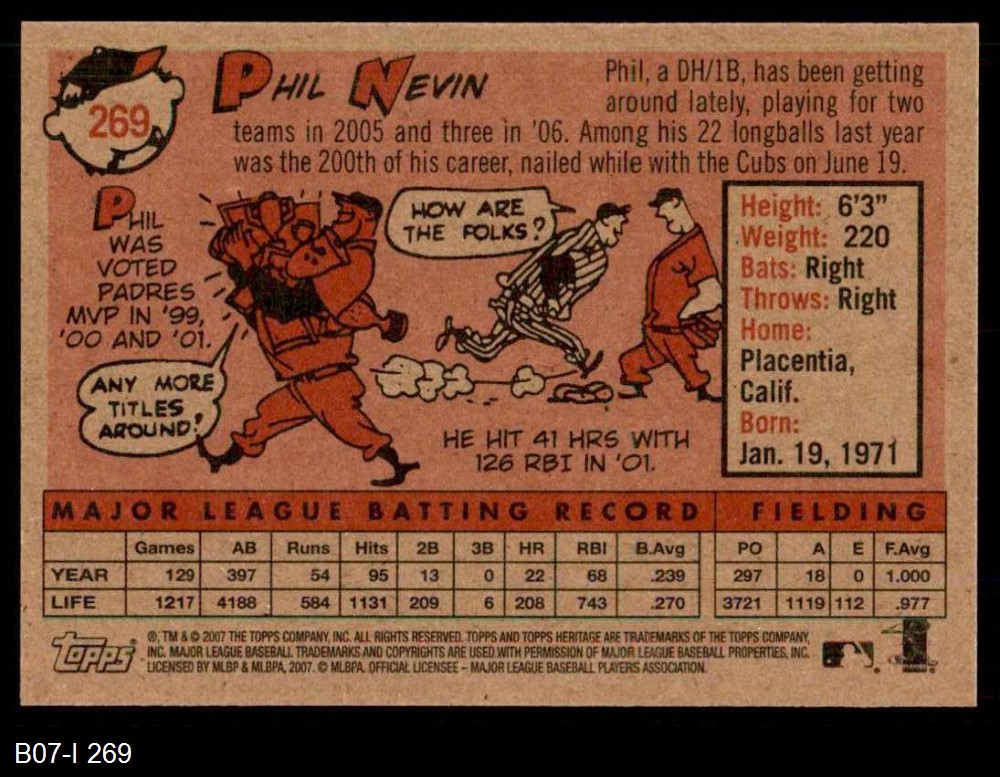 269
PHIL NEVIN
Phil, a DH/1B, has been getting
around lately, playing for two
teams in 2005 and three in '06. Among his 22 longballs last year
was the 200th of his career, nailed while with the Cubs on June 19.
PHIL
WAS
VOTED
PADRES
MVP IN '99,
'00 AND '01.
ANY MORE
TITLES
AROUND?
HOW ARE
THE FOLKS?
HE HIT 41 HRS WITH
126 RBI IN '01.
Height: 6'3"
Weight: 220
Bats: Right
Throws: Right
Home:
Placentia,
Calif.
Born:
Jan. 19, 1971
MAJOR LEAGUE BATTING RECORD FIELDING
Games AB Runs Hits 2B 3B HR RBI B.Avg PO A E F.Avg
YEAR 129 397 54 95 13 0 22 68 .239 297 18 0 1.000
LIFE 1217 4188 584 1131 209 6 208 743 .270 3721 1119 112 .977
Topps
®, TM & © 2007 THE TOPPS COMPANY, INC. ALL RIGHTS RESERVED. TOPPS AND TOPPS HERITAGE ARE TRADEMARKS OF THE TOPPS COMPANY,
INC. MAJOR LEAGUE BASEBALL TRADEMARKS AND COPYRIGHTS ARE USED WITH PERMISSION OF MAJOR LEAGUE BASEBALL PROPERTIES, INC.
LICENSED BY MLBP & MLBPA, 2007. © MLBPA. OFFICIAL LICENSEE – MAJOR LEAGUE BASEBALL PLAYERS ASSOCIATION.
B07-I 269